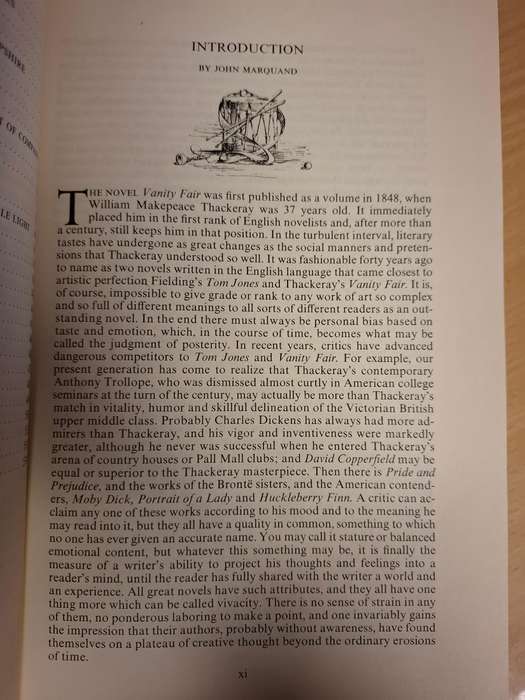 PSHIRE
T OF COMPA
LE LIGHT
INTRODUCTION
BY JOHN MARQUAND
THE NOVEL Vanity Fair was first published as a volume in 1848, when
William Makepeace Thackeray was 37 years old. It immediately
placed him in the first rank of English novelists and, after more than
a century, still keeps him in that position. In the turbulent interval, literary
tastes have undergone as great changes as the social manners and preten-
sions that Thackeray understood so well. It was fashionable forty years ago
to name as two novels written in the English language that came closest to
artistic perfection Fielding's Tom Jones and Thackeray's Vanity Fair. It is,
of course, impossible to give grade or rank to any work of art so complex
and so full of different meanings to all sorts of different readers as an out-
standing novel. In the end there must always be personal bias based on
taste and emotion, which, in the course of time, becomes what may be
called the judgment of posterity. In recent years, critics have advanced
dangerous competitors to Tom Jones and Vanity Fair. For example, our
present generation has come to realize that Thackeray's contemporary
Anthony Trollope, who was dismissed almost curtly in American college
seminars at the turn of the century, may actually be more than Thackeray's
match in vitality, humor and skillful delineation of the Victorian British
upper middle class. Probably Charles Dickens has always had more ad-
mirers than Thackeray, and his vigor and inventiveness were markedly
greater, although he never was successful when he entered Thackeray's
arena of country houses or Pall Mall clubs; and David Copperfield may be
equal or superior to the Thackeray masterpiece. Then there is Pride and
Prejudice, and the works of the Brontë sisters, and the American contend-
ers, Moby Dick, Portrait of a Lady and Huckleberry Finn. A critic can ac-
claim any one of these works according to his mood and to the meaning he
may read into it, but they all have a quality in common, something to which
no one has ever given an accurate name. You may call it stature or balanced
emotional content, but whatever this something may be, it is finally the
measure of a writer's ability to project his thoughts and feelings into a
reader's mind, until the reader has fully shared with the writer a world and
an experience. All great novels have such attributes, and they all have one
thing more which can be called vivacity. There is no sense of strain in any
of them, no ponderous laboring to make a point, and one invariably gains
the impression that their authors, probably without awareness, have found
themselves on a plateau of creative thought beyond the ordinary erosions
of time.
xi